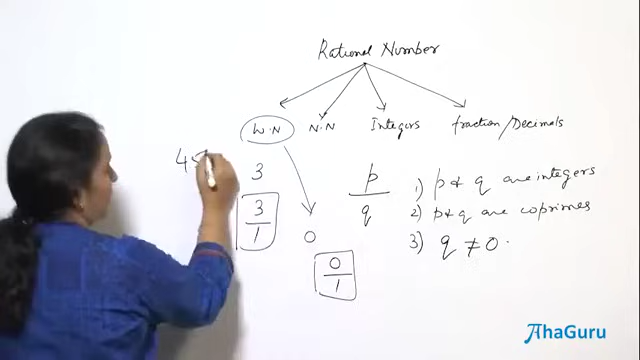 Rational Number
W.N N.N Integers fraction/Decimals
45
3
3
1
0
0
1
p
q
1) p & q are integers
2) p & q are coprimes
3) q ≠ 0.
AhaGuru